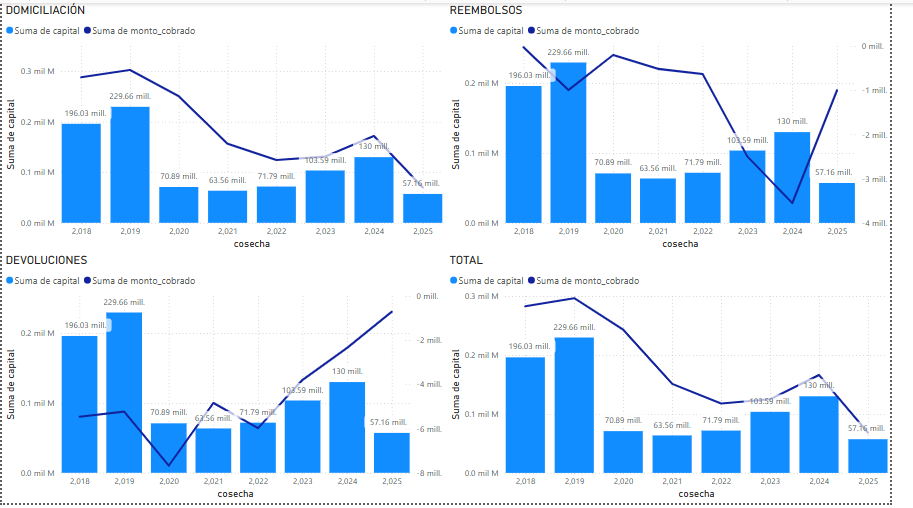 DOMICILIACIÓN
Suma de capital Suma de monto_cobrado
Suma de capital
0.3 mil M
0.2 mil M
0.1 mil M
0.0 mil M
196.03 mill.
229.66 mill.
70.89 mill.
63.56 mill.
71.79 mill.
103.59 mill.
130 mill.
57.16 mill.
2,018 2,019 2,020 2,021 2,022 2,023 2,024 2,025
cosecha
REEMBOLSOS
Suma de capital Suma de monto_cobrado
Suma de capital
0.2 mil M
0.1 mil M
0.0 mil M
196.03 mill.
229.66 mill.
70.89 mill.
63.56 mill.
71.79 mill.
103.59 mill.
130 mill.
57.16 mill.
0 mill.
-1 mill.
-2 mill.
-3 mill.
-4 mill.
2,018 2,019 2,020 2,021 2,022 2,023 2,024 2,025
cosecha
DEVOLUCIONES
Suma de capital Suma de monto_cobrado
Suma de capital
0.2 mil M
0.1 mil M
0.0 mil M
196.03 mill.
229.66 mill.
70.89 mill.
63.56 mill.
71.79 mill.
103.59 mill.
130 mill.
57.16 mill.
0 mill.
-2 mill.
-4 mill.
-6 mill.
-8 mill.
2,018 2,019 2,020 2,021 2,022 2,023 2,024 2,025
cosecha
TOTAL
Suma de capital Suma de monto_cobrado
Suma de capital
0.3 mil M
0.2 mil M
0.1 mil M
0.0 mil M
196.03 mill.
229.66 mill.
70.89 mill.
63.56 mill.
71.79 mill.
103.59 mill.
130 mill.
57.16 mill.
2,018 2,019 2,020 2,021 2,022 2,023 2,024 2,025
cosecha